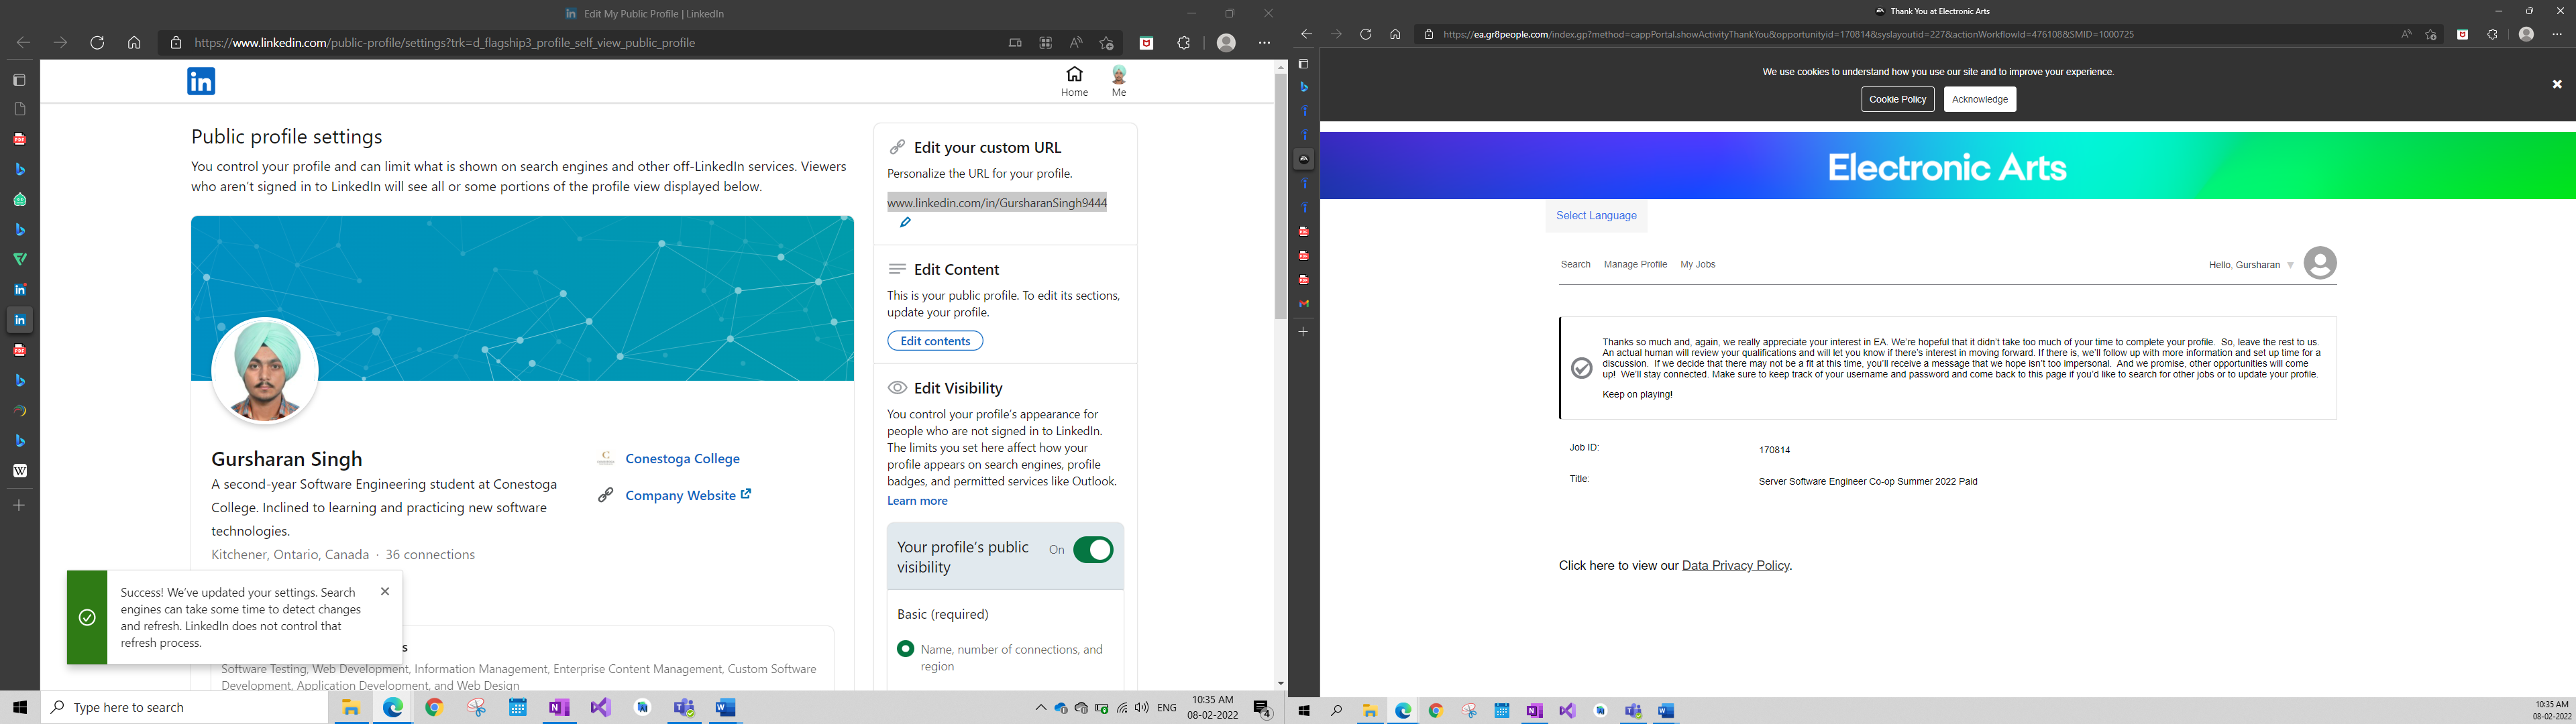 Edit My Public Profile | LinkedIn
https://www.linkedin.com/public-profile/settings?trk=d_flagship3_profile_self_view_public_profile
in
Home
Me
Public profile settings
You control your profile and can limit what is shown on search engines and other off-LinkedIn services. Viewers
who aren't signed in to LinkedIn will see all or some portions of the profile view displayed below.
Gursharan Singh
A second-year Software Engineering student at Conestoga
College. Inclined to learning and practicing new software
technologies.
Kitchener, Ontario, Canada · 36 connections
Conestoga College
Company Website
Success! We've updated your settings. Search
engines can take some time to detect changes
and refresh. LinkedIn does not control that
refresh process.
s
Software Testing, Web Development, Information Management, Enterprise Content Management, Custom Software
Development, Application Development, and Web Design
Edit your custom URL
Personalize the URL for your profile.
www.linkedin.com/in/GursharanSingh9444
Edit Content
This is your public profile. To edit its sections,
update your profile.
Edit contents
Edit Visibility
You control your profile's appearance for
people who are not signed in to LinkedIn.
The limits you set here affect how your
profile appears on search engines, profile
badges, and permitted services like Outlook.
Learn more
Your profile's public
visibility
On
Basic (required)
Name, number of connections, and
region
Type here to search
ENG
10:35 AM
08-02-2022
4
Thank You at Electronic Arts
https://ea.gr8people.com/index.gp?method=cappPortal.showActivityThankYou&opportunityid=170814&syslayoutid=227&actionWorkflowId=476108&SMID=1000725
We use cookies to understand how you use our site and to improve your experience.
Cookie Policy
Acknowledge
Electronic Arts
Select Language
Search
Manage Profile
My Jobs
Hello, Gursharan
Thanks so much and, again, we really appreciate your interest in EA. We're hopeful that it didn't take too much of your time to complete your profile. So, leave the rest to us.
An actual human will review your qualifications and will let you know if there's interest in moving forward. If there is, we'll follow up with more information and set up time for a
discussion. If we decide that there may not be a fit at this time, you'll receive a message that we hope isn't too impersonal. And we promise, other opportunities will come
up! We'll stay connected. Make sure to keep track of your username and password and come back to this page if you'd like to search for other jobs or to update your profile.
Keep on playing!
Job ID:
170814
Title:
Server Software Engineer Co-op Summer 2022 Paid
Click here to view our Data Privacy Policy.
10:35 AM
08-02-2022